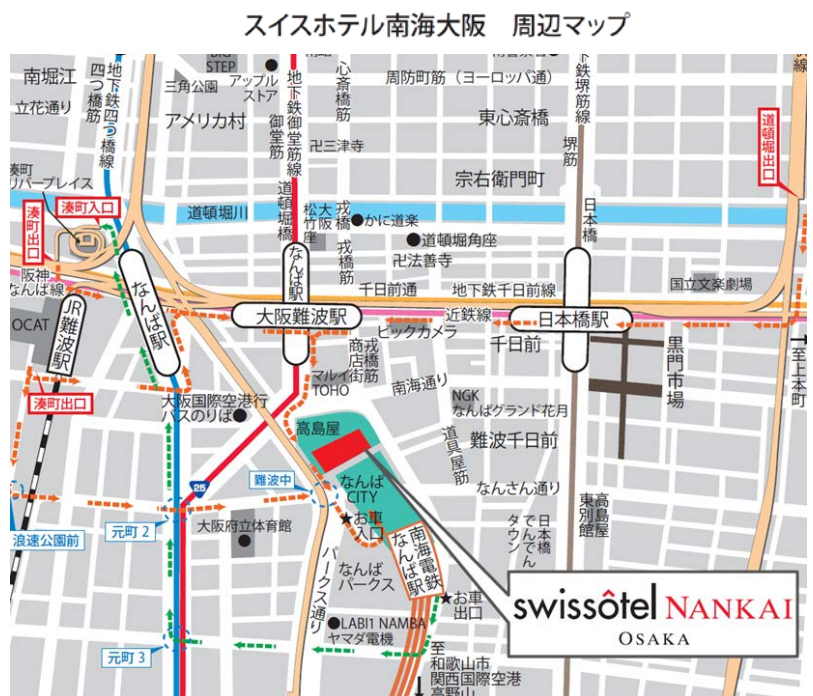 スイスホテル南海大阪 周辺マップ
STEP
アップル
ストア
三角公園
南堀江
立花通り
四つ橋筋
地下鉄四つ橋線
アメリカ村
御堂筋
地下鉄御堂筋線
心斎橋筋
卍三津寺
周防町筋（ヨーロッパ通）
東心斎橋
宗右衛門町
地下鉄堺筋線
堺筋
道頓堀出口
湊町
リバープレイス
湊町入口
湊町出口
道頓堀川
道頓堀橋
大阪
松竹座
戎橋
かに道楽
戎橋筋
道頓堀角座
卍法善寺
日本橋
国立文楽劇場
阪神
なんば線
なんば駅
なんば駅
千日前通
地下鉄千日前線
大阪難波駅
近鉄線
日本橋駅
ビックカメラ
千日前
OCAT
JR難波駅
湊町出口
戎橋筋
商店街
マルイ
TOHO
南海通り
NGK
なんばグランド花月
黒門市場
至上本町
大阪国際空港行
バスのりば
高島屋
道具屋筋
難波千日前
なんさん通り
難波中
なんば
CITY
25
★お車
入口
元町2
浪速公園前
大阪府立体育館
日本橋
でんでん
タウン
高島屋
東別館
パークス通り
なんば
パークス
南海電鉄
なんば駅
★お車
出口
swissôtel NANKAI
OSAKA
LABI1 NAMBA
ヤマダ電機
元町3
至
和歌山市
関西国際空港
高野山